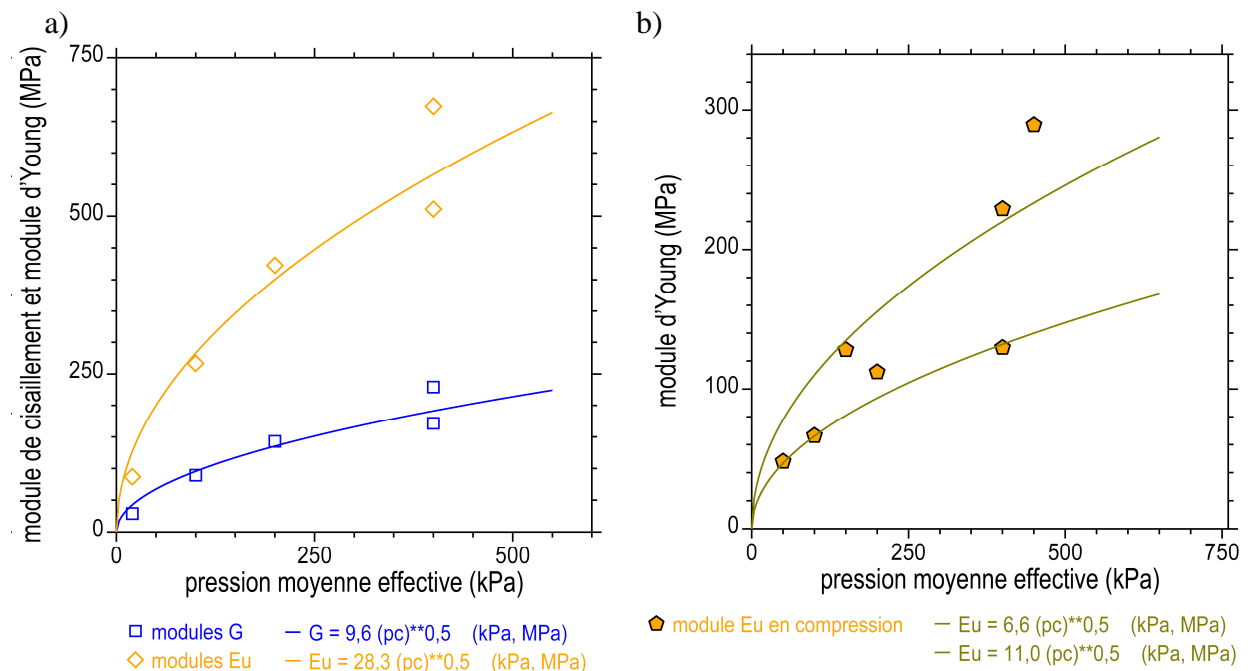 a)
module de cisaillement et module d'Young (MPa)
750
500
250
0
0 250 500
pression moyenne effective (kPa)
modules G — G = 9,6 (pc)**0,5 (kPa, MPa)
modules Eu — Eu = 28,3 (pc)**0,5 (kPa, MPa)
b)
module d'Young (MPa)
300
200
100
0
0 250 500 750
pression moyenne effective (kPa)
module Eu en compression — Eu = 6,6 (pc)**0,5 (kPa, MPa)
— Eu = 11,0 (pc)**0,5 (kPa, MPa)